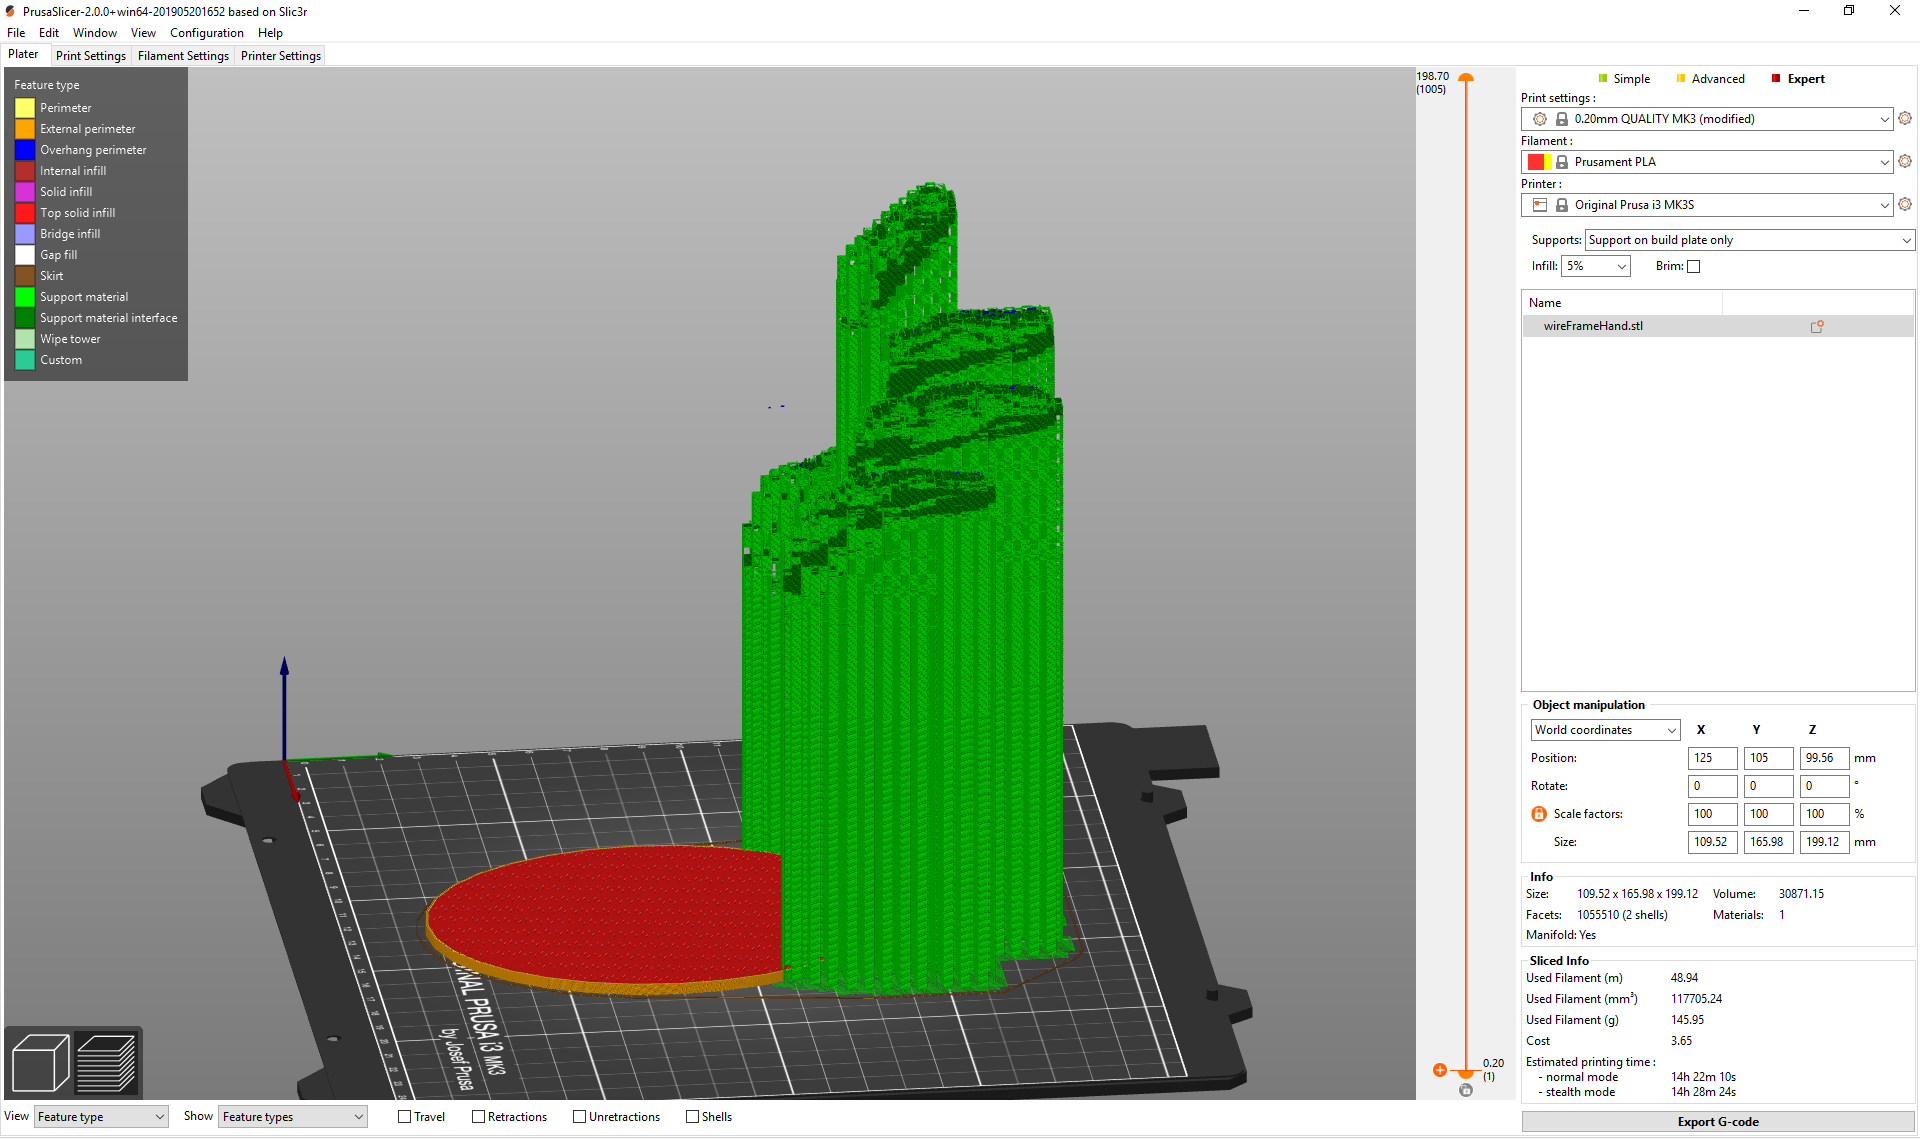 PrusaSlicer-2.0.0+win64-201905201652 based on Slic3r
File Edit Window View Configuration Help
Plater Print Settings Filament Settings Printer Settings
Feature type
Perimeter
External perimeter
Overhang perimeter
Internal infill
Solid infill
Top solid infill
Bridge infill
Gap fill
Skirt
Support material
Support material interface
Wipe tower
Custom
198.70
(1005)
0.20
(1)
NAL PRUSA i3 MK3
by Josef Prusa
View Feature type Show Feature types Travel Retractions Unretractions Shells
Simple Advanced Expert
Print settings :
0.20mm QUALITY MK3 (modified)
Filament :
Prusament PLA
Printer :
Original Prusa i3 MK3S
Supports: Support on build plate only
Infill: 5% Brim:
Name
wireFrameHand.stl
Object manipulation
World coordinates X Y Z
Position: 125 105 99.56 mm
Rotate: 0 0 0 °
Scale factors: 100 100 100 %
Size: 109.52 165.98 199.12 mm
Info
Size: 109.52 x 165.98 x 199.12 Volume: 30871.15
Facets: 1055510 (2 shells) Materials: 1
Manifold: Yes
Sliced Info
Used Filament (m) 48.94
Used Filament (mm³) 117705.24
Used Filament (g) 145.95
Cost 3.65
Estimated printing time :
- normal mode 14h 22m 10s
- stealth mode 14h 28m 24s
Export G-code